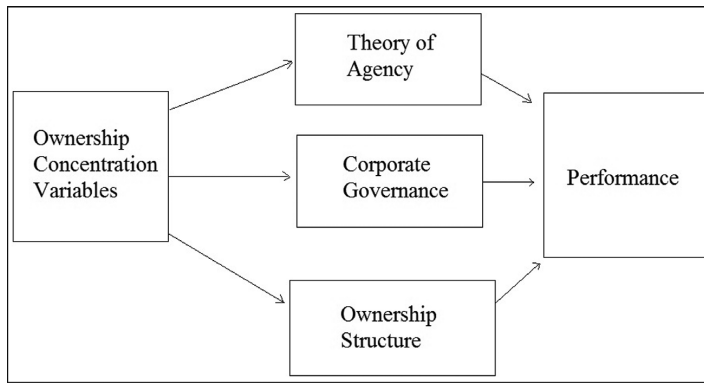 Ownership
Concentration
Variables
Theory of
Agency
Corporate
Governance
Ownership
Structure
Performance